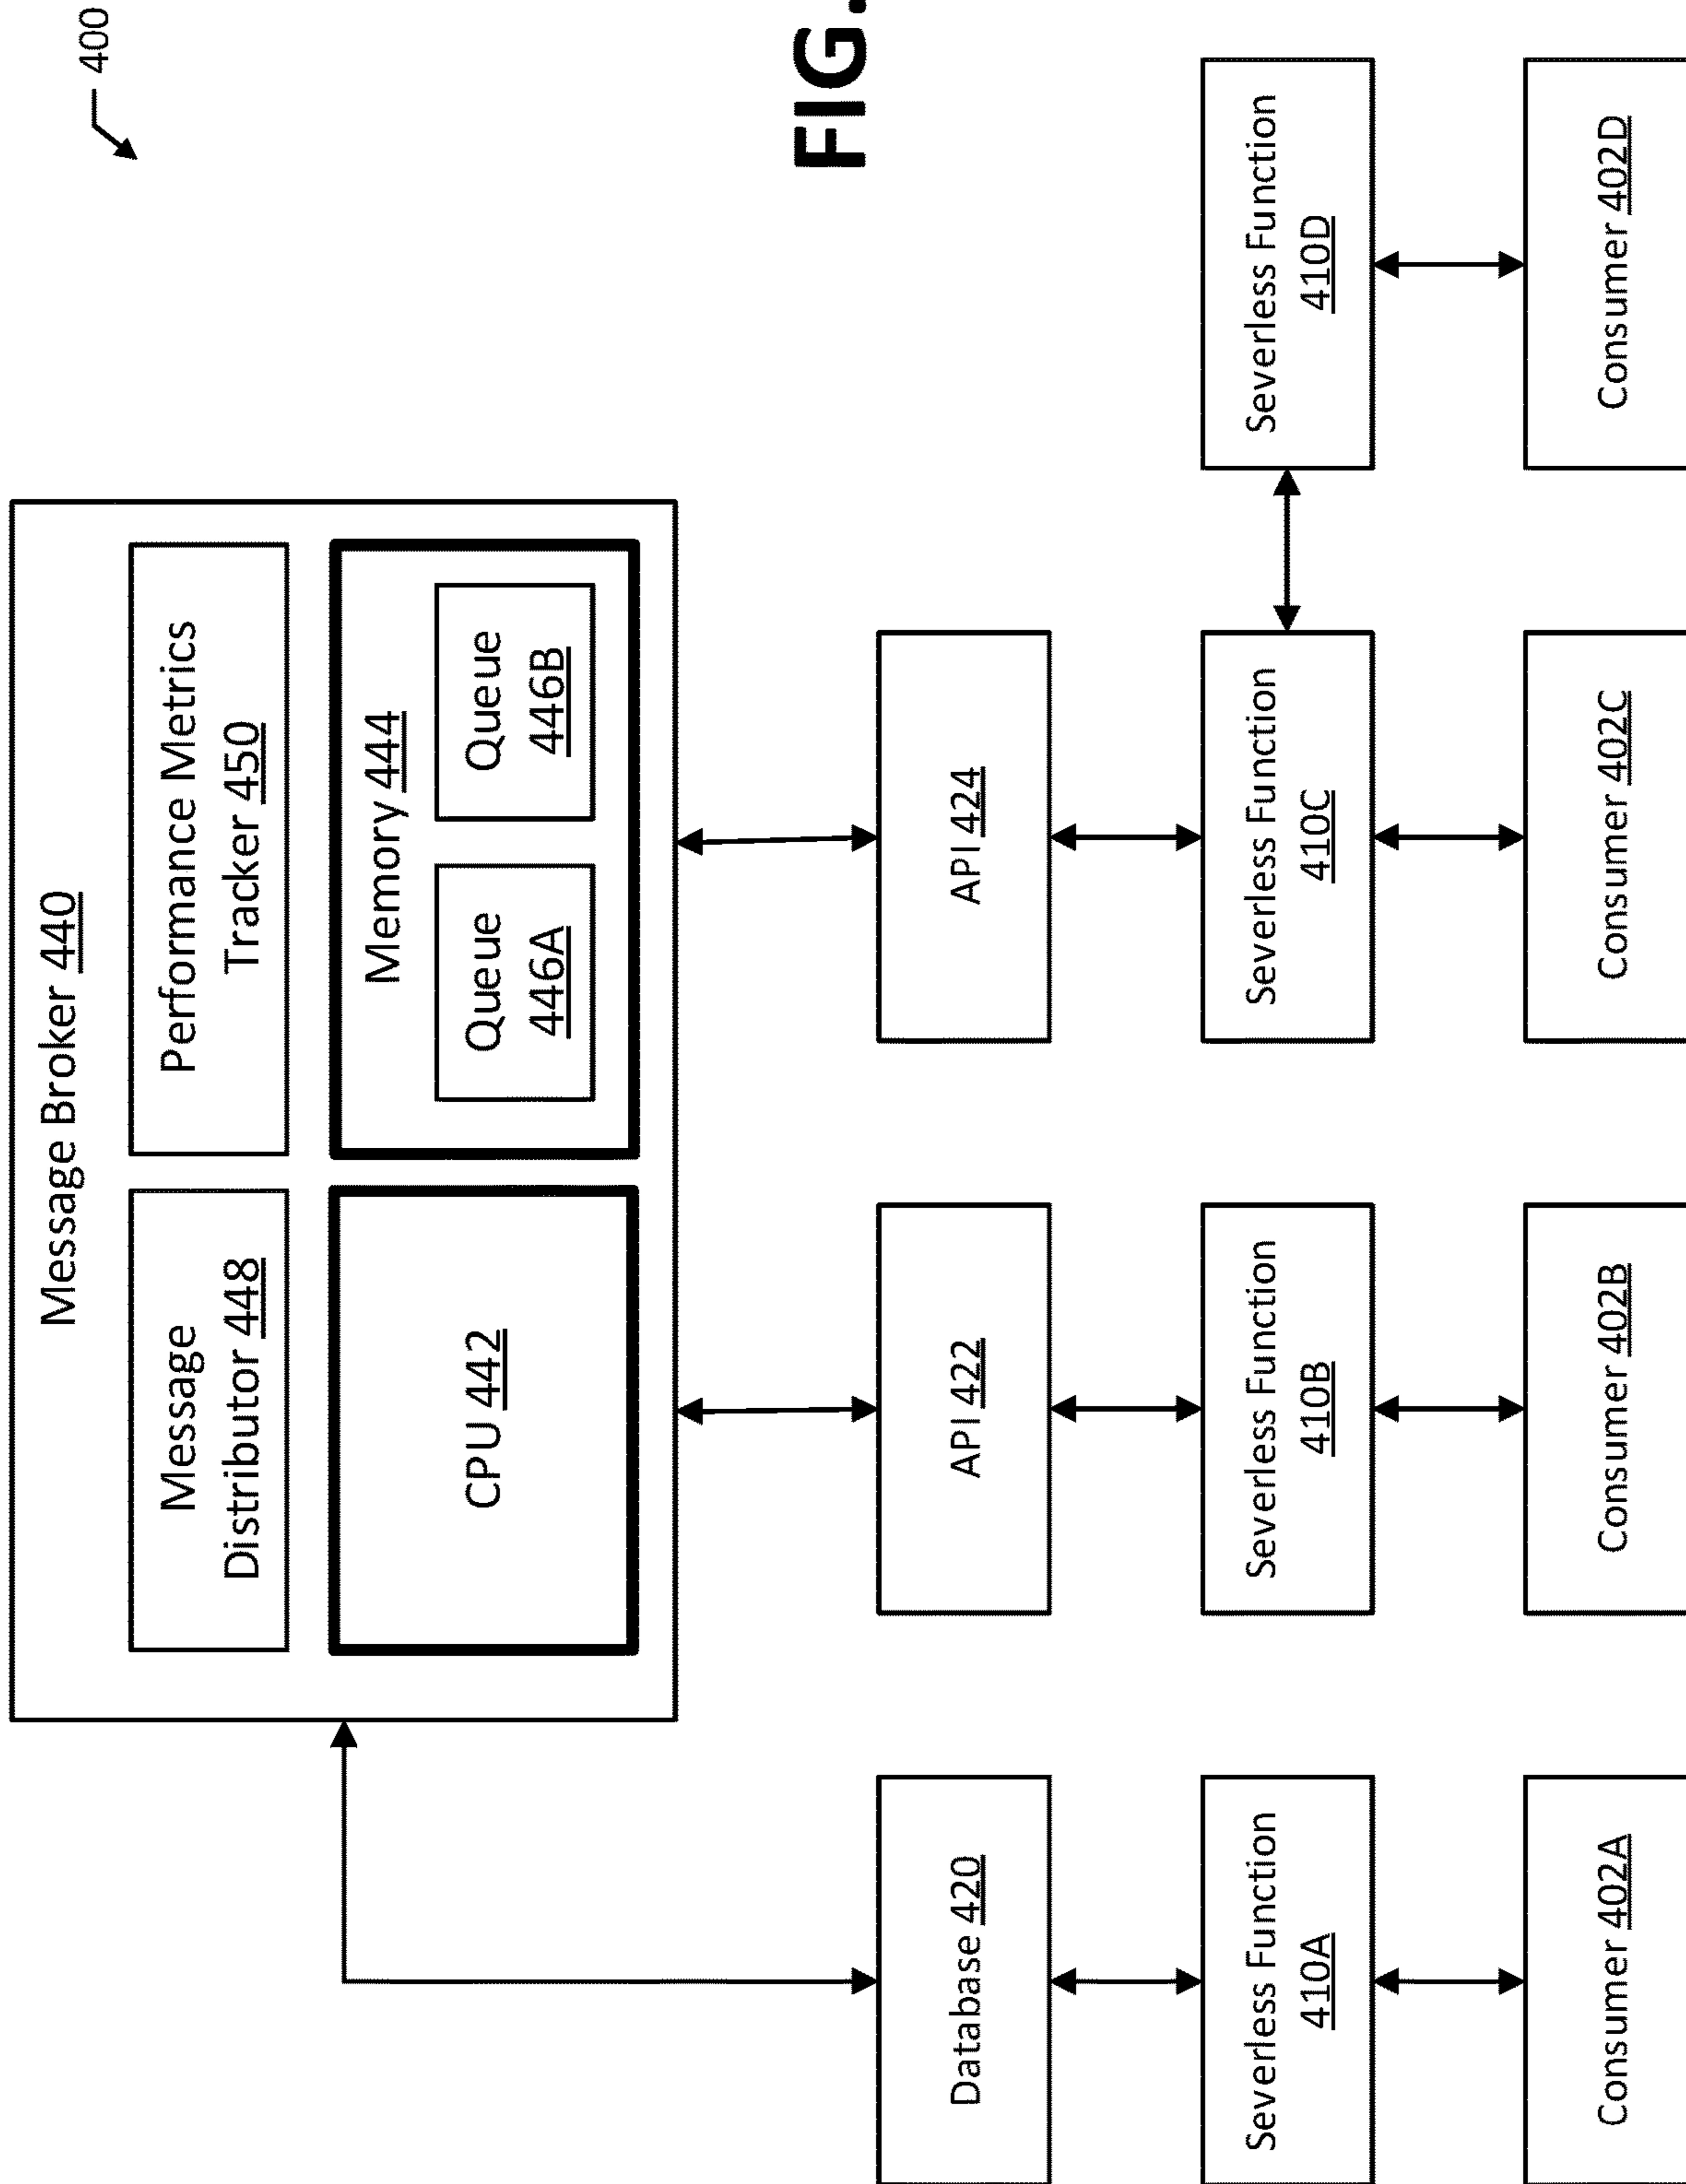 400
Message Broker 440
Message
Distributor 448
Performance Metrics
Tracker 450
CPU 442
Memory 444
Queue
446A
Queue
446B
FIG.
Database 420
API 422
API 424
Severless Function
410A
Severless Function
410B
Severless Function
410C
Severless Function
410D
Consumer 402A
Consumer 402B
Consumer 402C
Consumer 402D